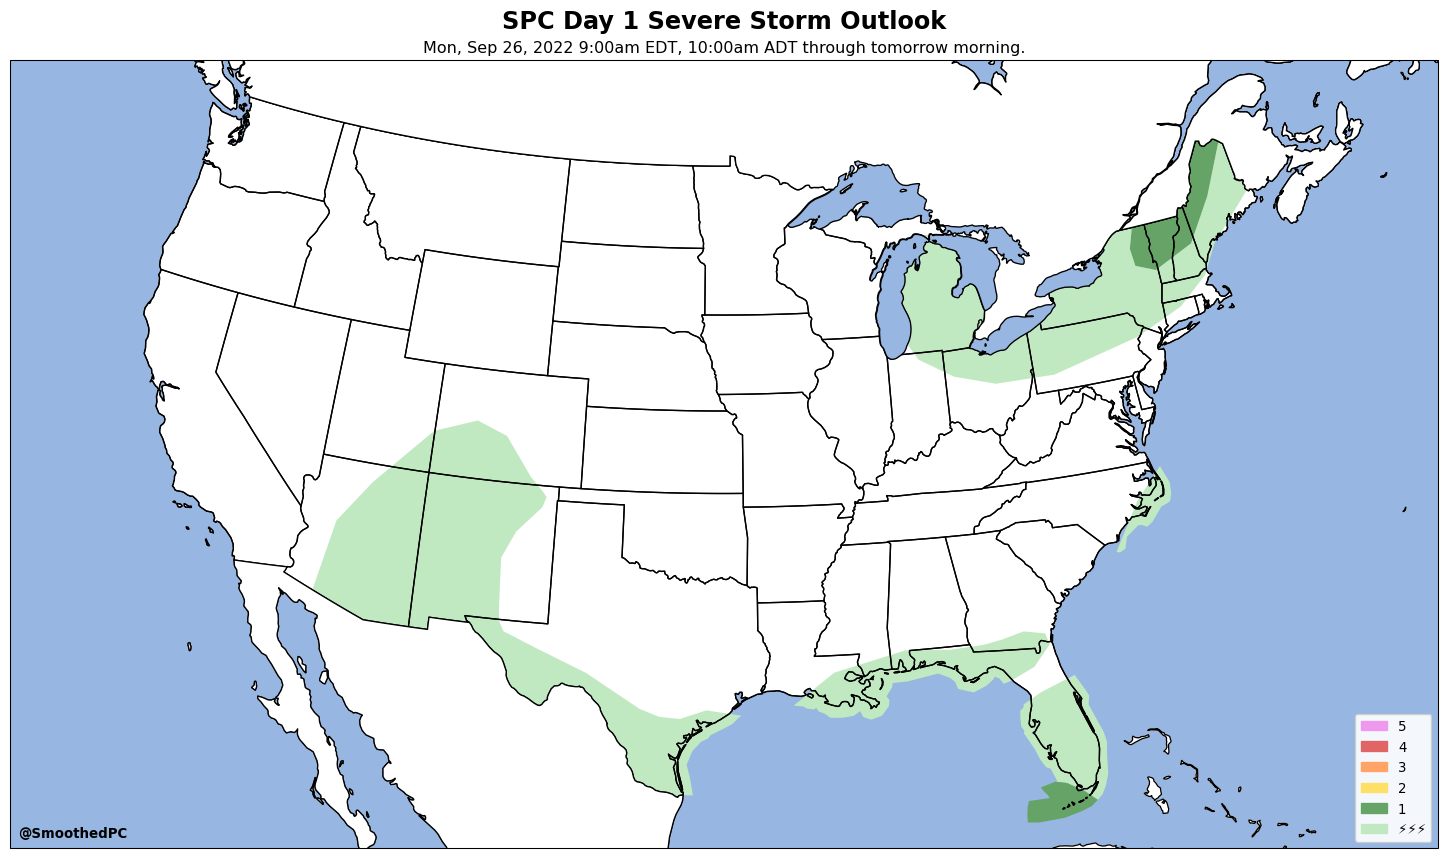 SPC Day 1 Severe Storm Outlook
Mon, Sep 26, 2022 9:00am EDT, 10:00am ADT through tomorrow morning.
5
4
3
2
1
⚡⚡⚡
@SmoothedPC